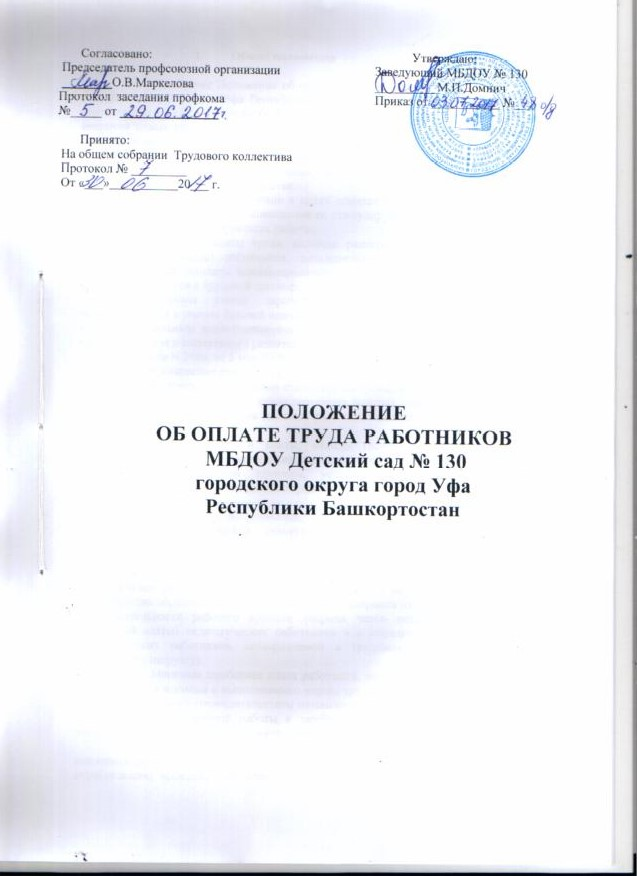 Согласовано:
Председатель профсоюзной организации
О.В.Маркелова
Протокол заседания профкома
№ 5 от 29.06.2017г.
Принято:
На общем собрании Трудового коллектива
Протокол № 7
От «30» 06 2017 г.
Утверждаю:
Заведующий МБДОУ № 130
М.И.Домнич
Приказ от 03.07.2017 № 48 о/д
ПОЛОЖЕНИЕ
ОБ ОПЛАТЕ ТРУДА РАБОТНИКОВ
МБДОУ Детский сад № 130
городского округа город Уфа
Республики Башкортостан